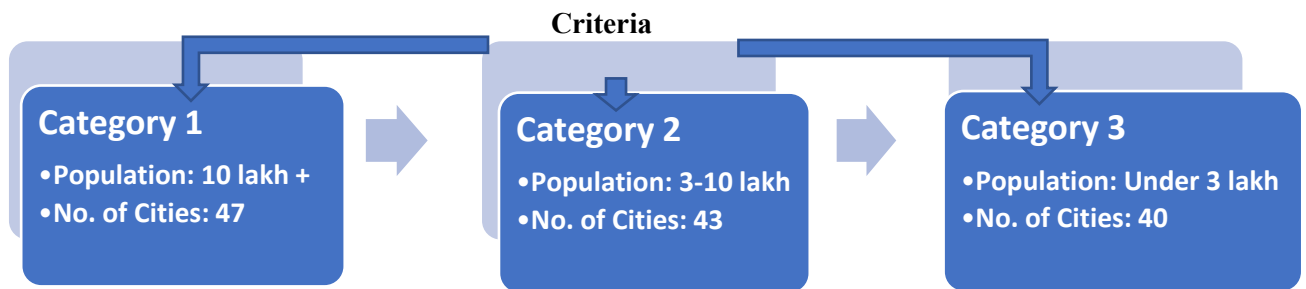 Criteria
Category 1
•Population: 10 lakh +
•No. of Cities: 47
Category 2
•Population: 3-10 lakh
•No. of Cities: 43
Category 3
•Population: Under 3 lakh
•No. of Cities: 40